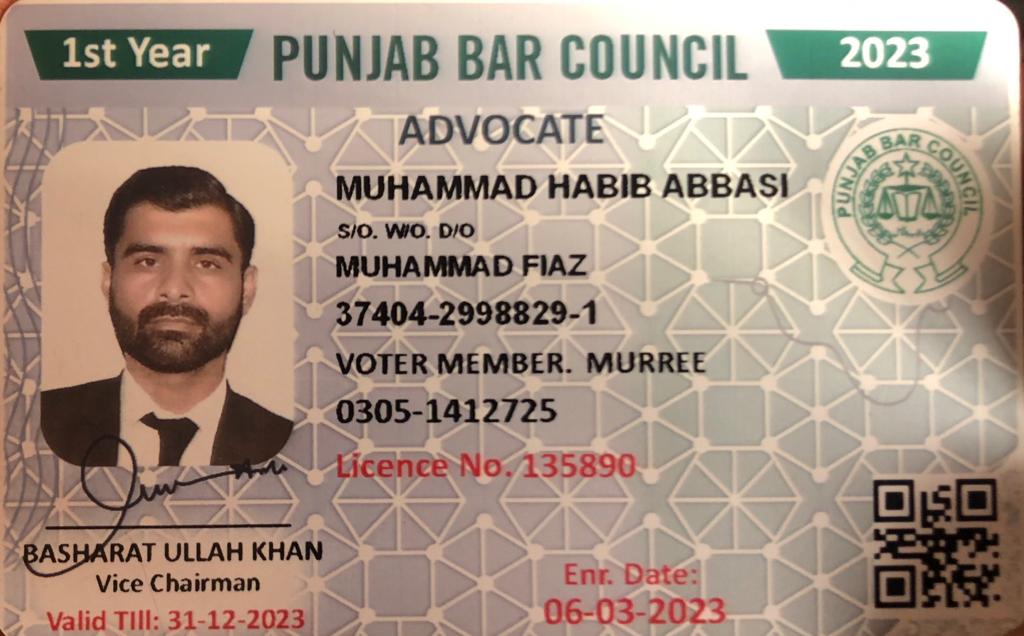 1st Year
PUNJAB BAR COUNCIL
2023
ADVOCATE
MUHAMMAD HABIB ABBASI
S/O. W/O. D/O
MUHAMMAD FIAZ
37404-2998829-1
VOTER MEMBER. MURREE
0305-1412725
Licence No. 135890
PUNJAB BAR COUNCIL
BASHARAT ULLAH KHAN
Vice Chairman
Valid TIll: 31-12-2023
Enr. Date:
06-03-2023